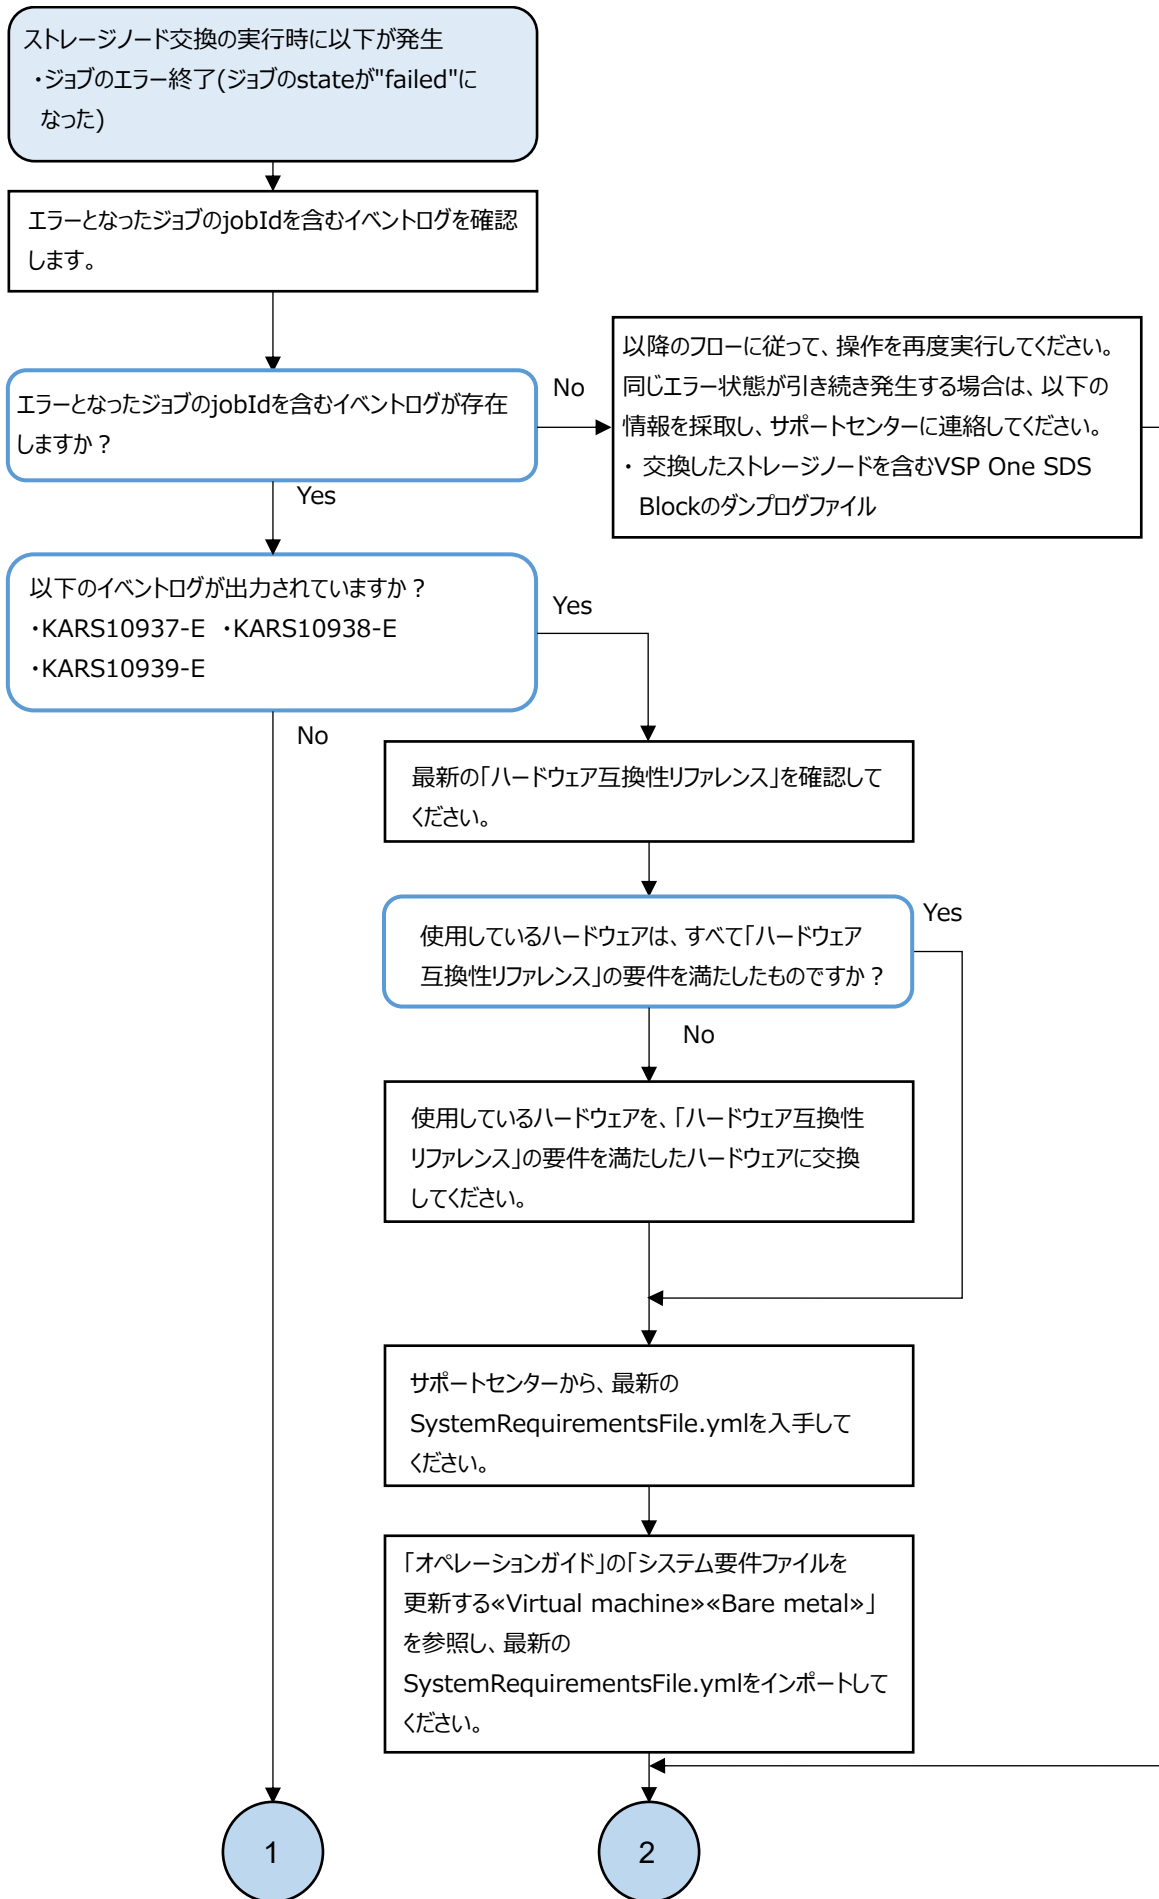 ストレージノード交換の実行時に以下が発生
・ジョブのエラー終了(ジョブのstateが"failed"に
なった)
エラーとなったジョブのjobIdを含むイベントログを確認
します。
エラーとなったジョブのjobIdを含むイベントログが存在
しますか？
No
以降のフローに従って、操作を再度実行してください。
同じエラー状態が引き続き発生する場合は、以下の
情報を採取し、サポートセンターに連絡してください。
・ 交換したストレージノードを含むVSP One SDS
Blockのダンプログファイル
Yes
以下のイベントログが出力されていますか？
・KARS10937-E ・KARS10938-E
・KARS10939-E
Yes
No
最新の「ハードウェア互換性リファレンス」を確認して
ください。
使用しているハードウェアは、すべて「ハードウェア
互換性リファレンス」の要件を満たしたものですか？
Yes
No
使用しているハードウェアを、「ハードウェア互換性
リファレンス」の要件を満たしたハードウェアに交換
してください。
サポートセンターから、最新の
SystemRequirementsFile.ymlを入手して
ください。
「オペレーションガイド」の「システム要件ファイルを
更新する«Virtual machine»«Bare metal»」
を参照し、最新の
SystemRequirementsFile.ymlをインポートして
ください。
1
2